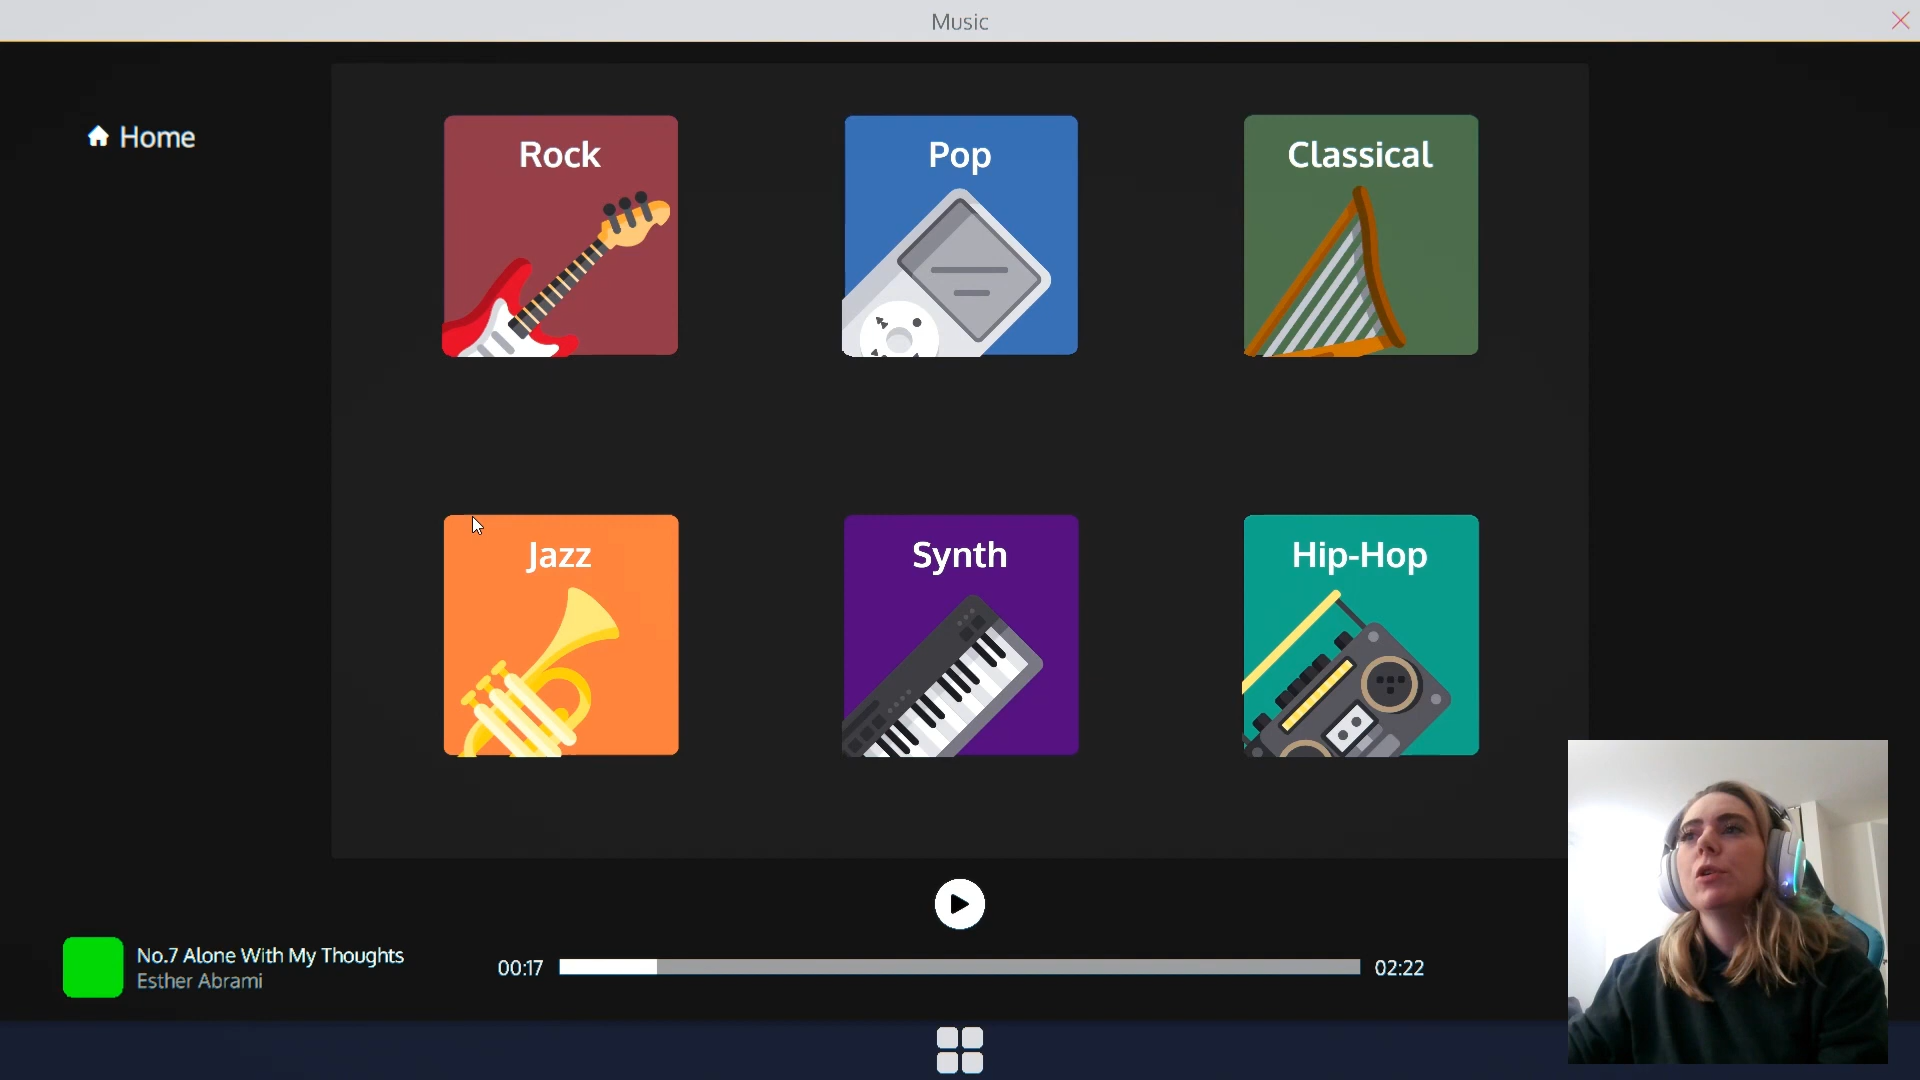 Music
Home
Rock
Pop
Classical
Jazz
Synth
Hip-Hop
No.7 Alone With My Thoughts
Esther Abrami
00:17
02:22